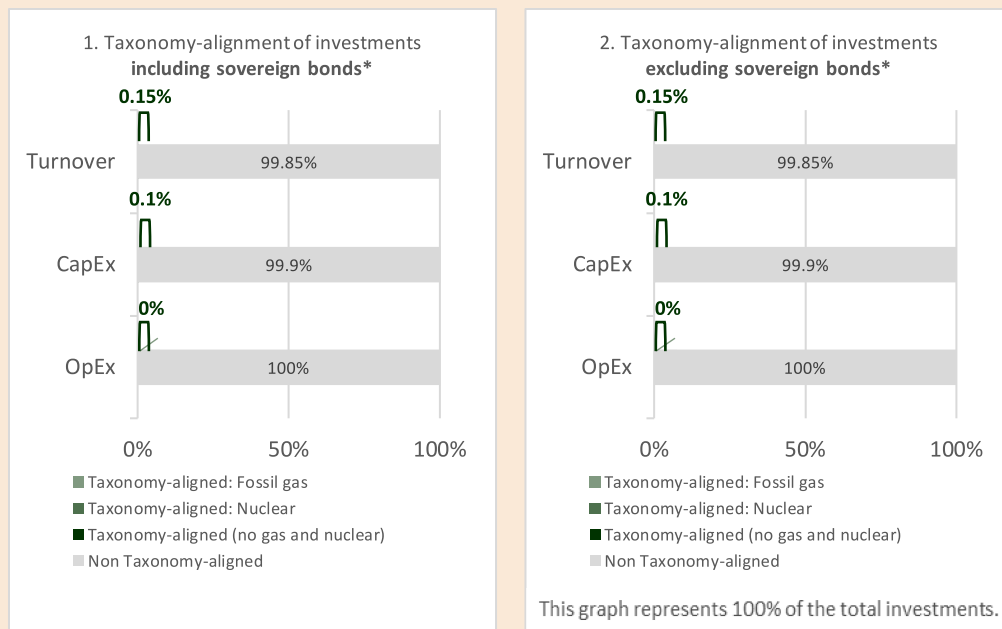 1. Taxonomy-alignment of investments
including sovereign bonds*
0.15%
Turnover
99.85%
0.1%
CapEx
99.9%
0%
OpEx
100%
0%
50%
100%
Taxonomy-aligned: Fossil gas
Taxonomy-aligned: Nuclear
Taxonomy-aligned (no gas and nuclear)
Non Taxonomy-aligned
2. Taxonomy-alignment of investments
excluding sovereign bonds*
0.15%
Turnover
99.85%
0.1%
CapEx
99.9%
0%
OpEx
100%
0%
50%
100%
Taxonomy-aligned: Fossil gas
Taxonomy-aligned: Nuclear
Taxonomy-aligned (no gas and nuclear)
Non Taxonomy-aligned
This graph represents 100% of the total investments.